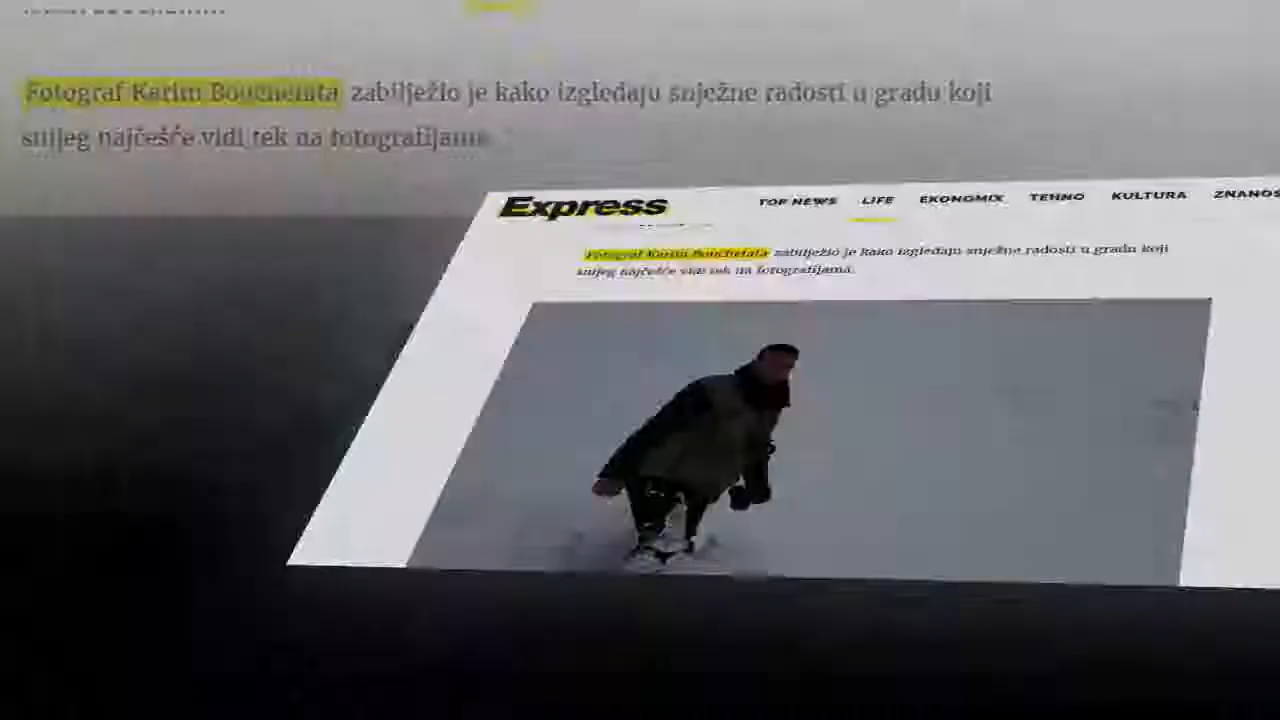 Fotograf Karim Bouchetata zabilježio je kako izgledaju snježne radosti u gradu koji
snijeg najčešće vidi tek na fotografijama.
Express
TOP NEWS LIFE EKONOMIX TEHNO KULTURA ZNANOS
Fotograf Karim Bouchetata zabilježio je kako izgledaju snježne radosti u gradu koji
snijeg najčešće vidi tek na fotografijama.